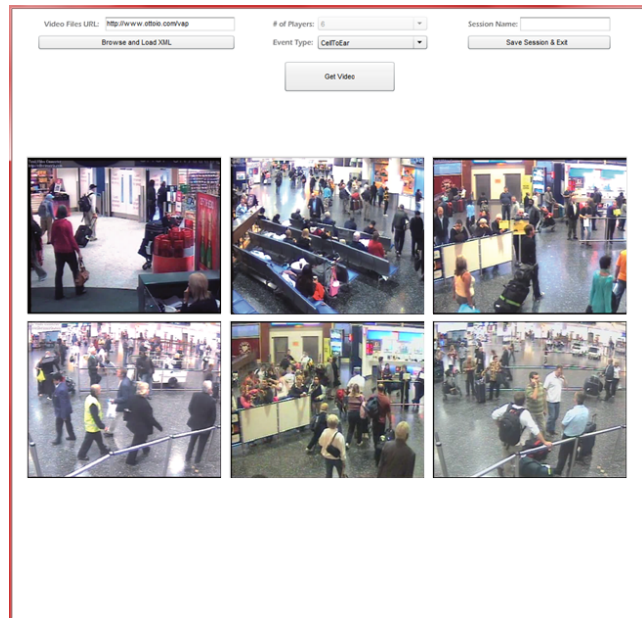 Video Files URL: http://www.ottoio.com/vap # of Players: 6 Session Name:
Browse and Load XML Event Type: CellToEar Save Session & Exit
Get Video